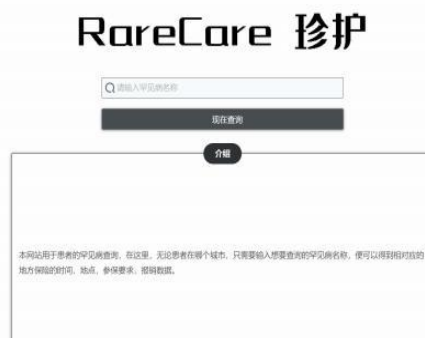 RareCare 珍护
请输入罕见病名称
现在查询
介绍
本网站用于患者的罕见病查询，在这里，无论患者在哪个城市，只需要输入想要查询的罕见病名称，便可以得到相对应的
地方保险的时间，地点，参保要求，报销数据。